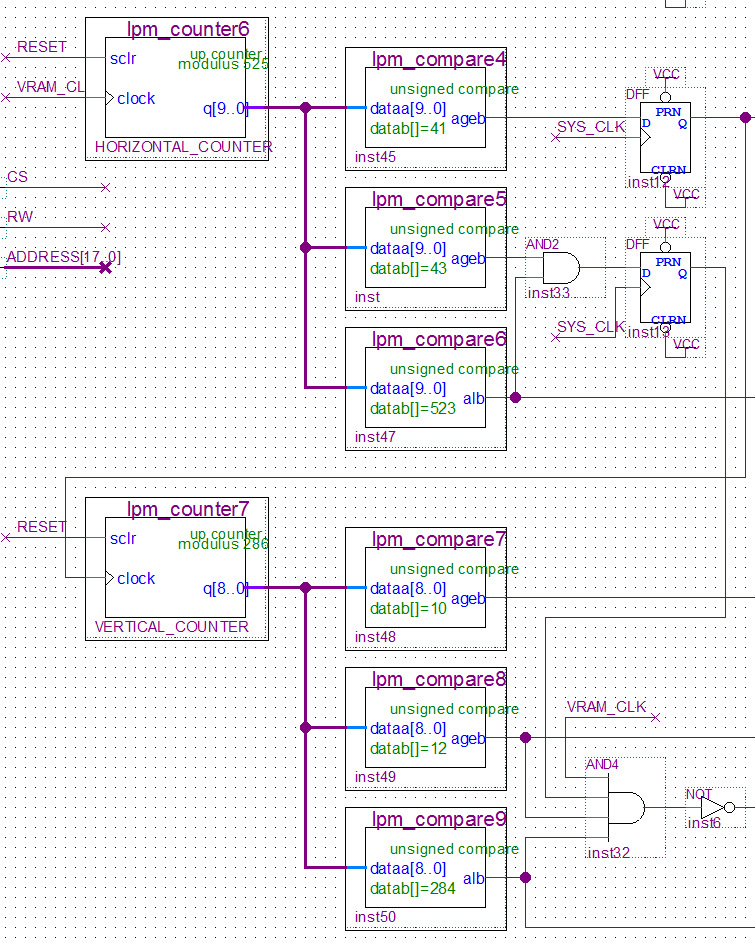 lpm_counter6
RESET
sclr
up counter
modulus 525
VRAM_CL
clock
q[9..0]
HORIZONTAL_COUNTER
CS
RW
ADDRESS[17..0]
lpm_compare4
unsigned compare
dataa[9..0]
datab[]=41
ageb
inst45
VCC
DFF
PRN
D
Q
SYS_CLK
CLRN
inst12
VCC
lpm_compare5
unsigned compare
dataa[9..0]
datab[]=43
ageb
inst
AND2
inst33
VCC
DFF
PRN
D
Q
SYS_CLK
CLRN
VCC
lpm_compare6
unsigned compare
dataa[9..0]
datab[]=523
alb
inst47
lpm_counter7
RESET
sclr
up counter
modulus 286
clock
q[8..0]
VERTICAL_COUNTER
lpm_compare7
unsigned compare
dataa[8..0]
datab[]=10
ageb
inst48
lpm_compare8
unsigned compare
dataa[8..0]
datab[]=12
ageb
inst49
VRAM_CLK
AND4
inst32
NOT
inst6
lpm_compare9
unsigned compare
dataa[8..0]
datab[]=284
alb
inst50